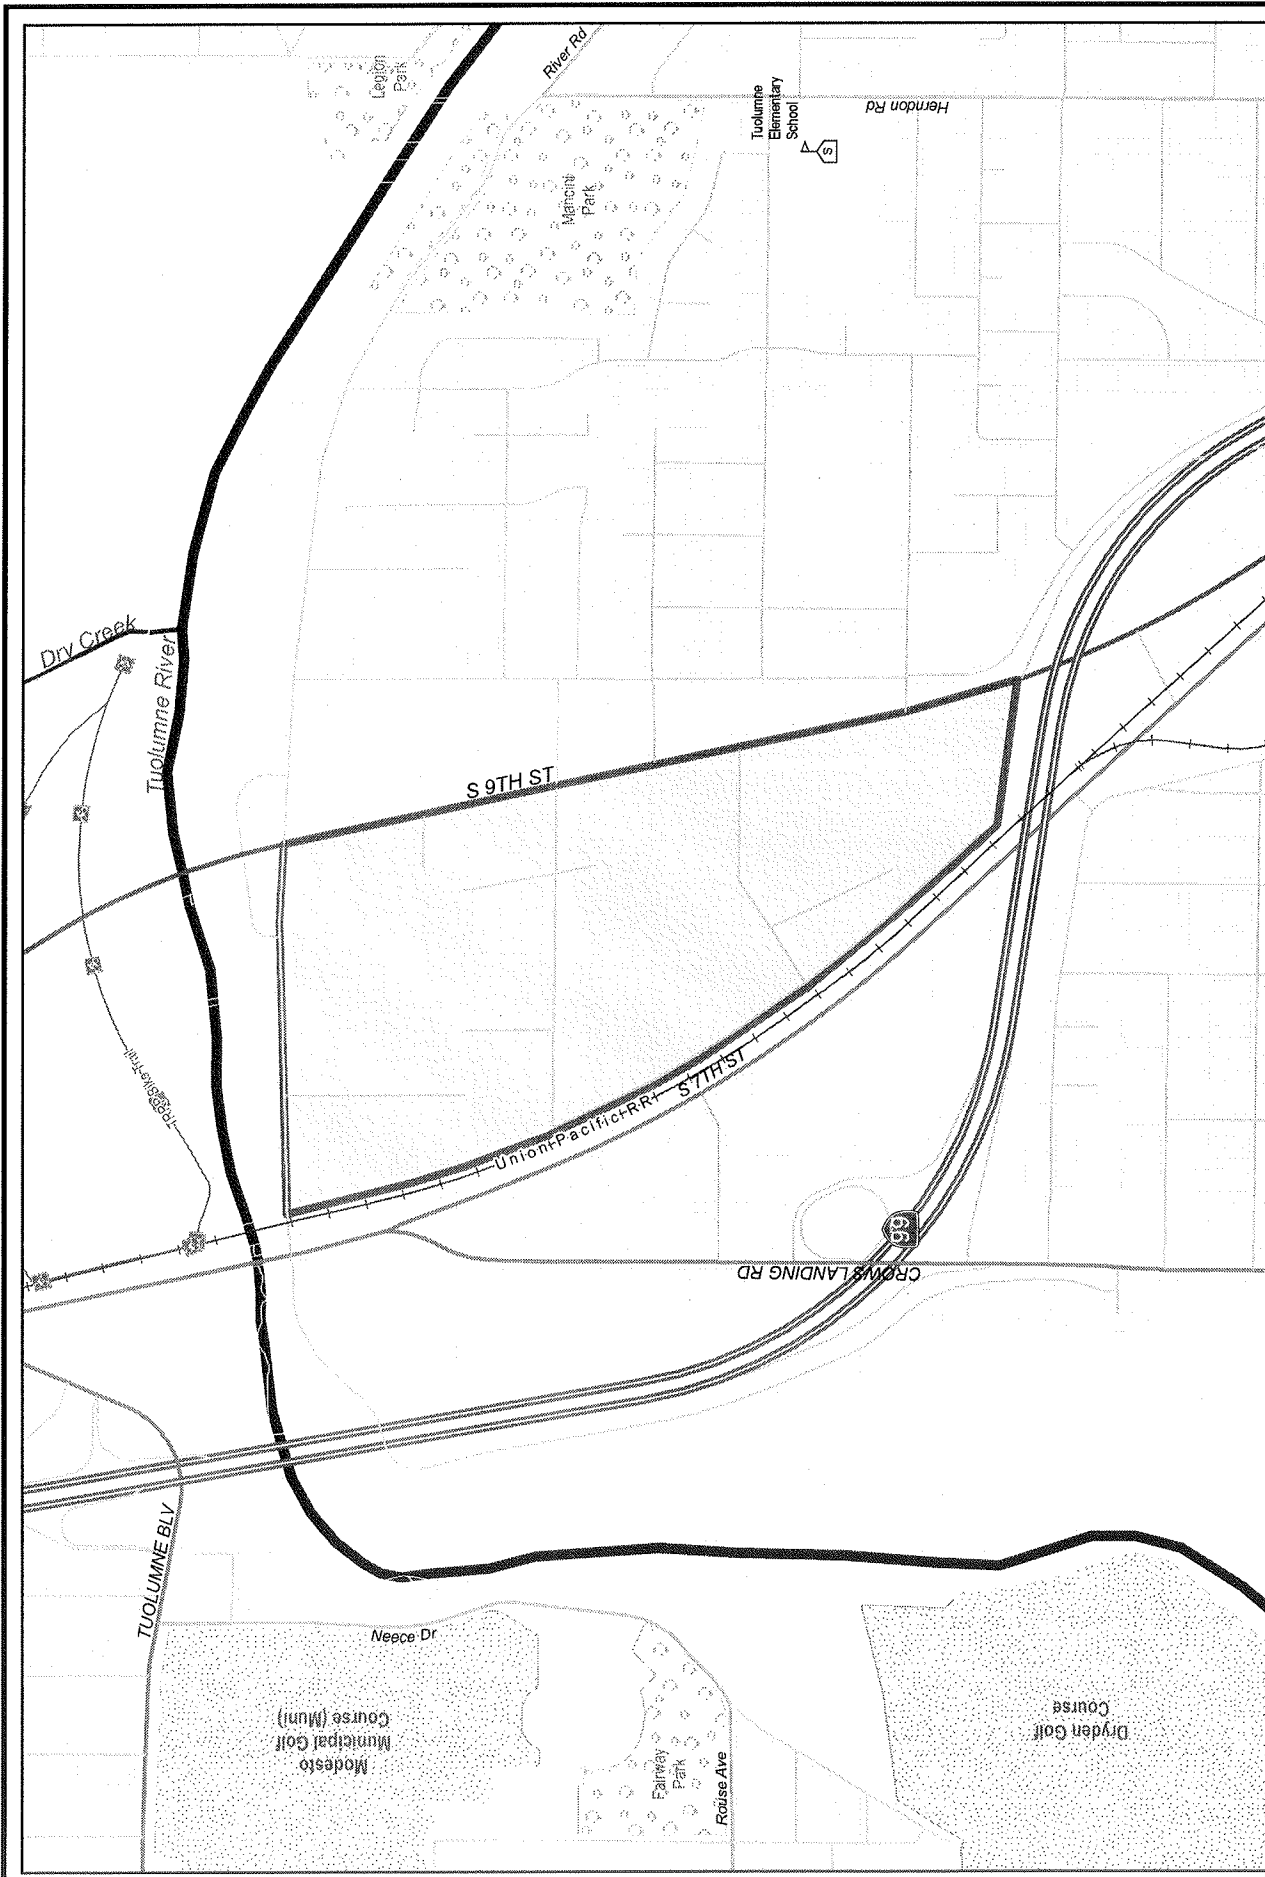 Legion
Park
River Rd
Tuolumne
Elementary
School
S
Herndon Rd
Mancini
Park
Dry Creek
Tuolumne River
S 9TH ST
Union Pacific RR
S 7TH ST
CROWS LANDING RD
99
TUOLUMNE BLV
Neece Dr
Modesto
Municipal Golf
Course (Muni)
Fairway
Park
Rouse Ave
Dryden Golf
Course